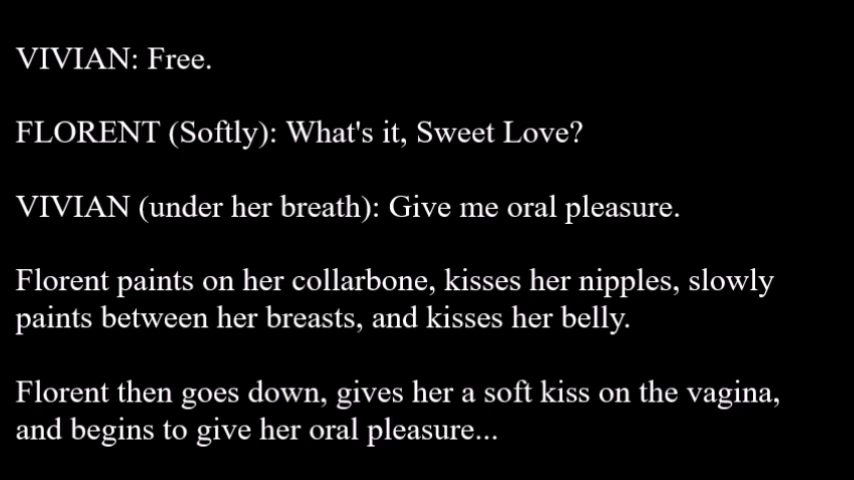 VIVIAN: Free.
FLORENT (Softly): What's it, Sweet Love?
VIVIAN (under her breath): Give me oral pleasure.
Florent paints on her collarbone, kisses her nipples, slowly
paints between her breasts, and kisses her belly.
Florent then goes down, gives her a soft kiss on the vagina,
and begins to give her oral pleasure...